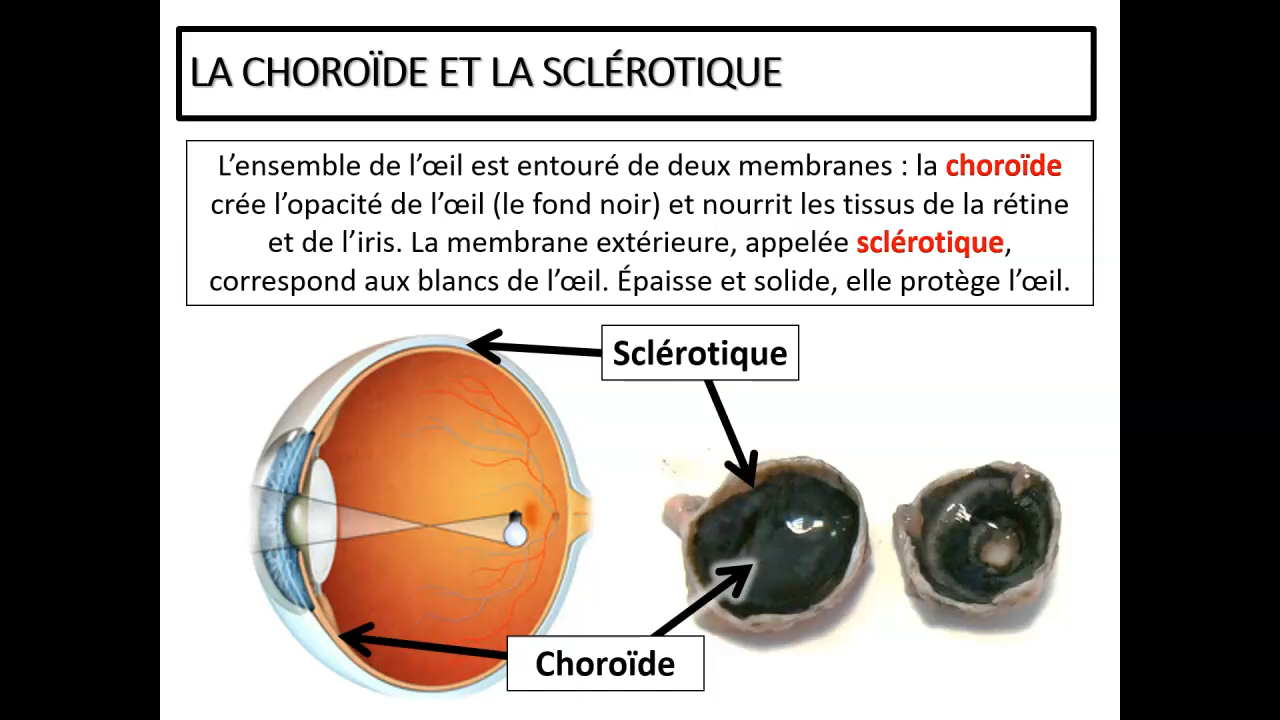 LA CHOROÏDE ET LA SCLÉROTIQUE
L’ensemble de l’œil est entouré de deux membranes : la choroïde
crée l’opacité de l’œil (le fond noir) et nourrit les tissus de la rétine
et de l’iris. La membrane extérieure, appelée sclérotique,
correspond aux blancs de l’œil. Épaisse et solide, elle protège l’œil.
Sclérotique
Choroïde